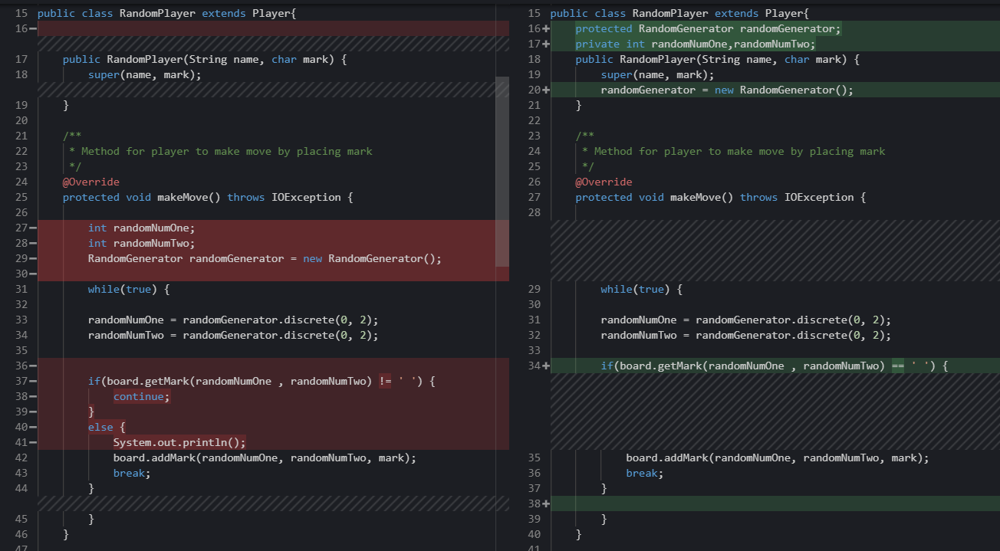 15 public class RandomPlayer extends Player{
16−
17 public RandomPlayer(String name, char mark) {
18 super(name, mark);
19 }
20
21 /**
22 * Method for player to make move by placing mark
23 */
24 @Override
25 protected void makeMove() throws IOException {
26
27− int randomNumOne;
28− int randomNumTwo;
29− RandomGenerator randomGenerator = new RandomGenerator();
30−
31 while(true) {
32
33 randomNumOne = randomGenerator.discrete(0, 2);
34 randomNumTwo = randomGenerator.discrete(0, 2);
35
36−
37− if(board.getMark(randomNumOne , randomNumTwo) != ' ') {
38− continue;
39− }
40− else {
41− System.out.println();
42 board.addMark(randomNumOne, randomNumTwo, mark);
43 break;
44 }
45 }
46 }
47
15 public class RandomPlayer extends Player{
16+ protected RandomGenerator randomGenerator;
17+ private int randomNumOne,randomNumTwo;
18 public RandomPlayer(String name, char mark) {
19 super(name, mark);
20+ randomGenerator = new RandomGenerator();
21 }
22
23 /**
24 * Method for player to make move by placing mark
25 */
26 @Override
27 protected void makeMove() throws IOException {
28
29 while(true) {
30
31 randomNumOne = randomGenerator.discrete(0, 2);
32 randomNumTwo = randomGenerator.discrete(0, 2);
33
34+ if(board.getMark(randomNumOne , randomNumTwo) == ' ') {
35 board.addMark(randomNumOne, randomNumTwo, mark);
36 break;
37 }
38+
39 }
40 }
41